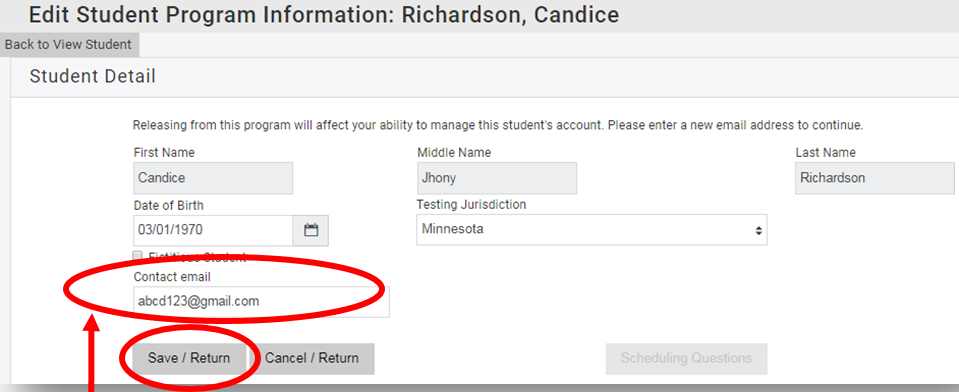 Edit Student Program Information: Richardson, Candice
Back to View Student
Student Detail
Releasing from this program will affect your ability to manage this student's account. Please enter a new email address to continue.
First Name Middle Name Last Name
Candice Jhony Richardson
Date of Birth Testing Jurisdiction
03/01/1970 Minnesota
Fictitious Student
Contact email
abcd123@gmail.com
Save / Return Cancel / Return Scheduling Questions